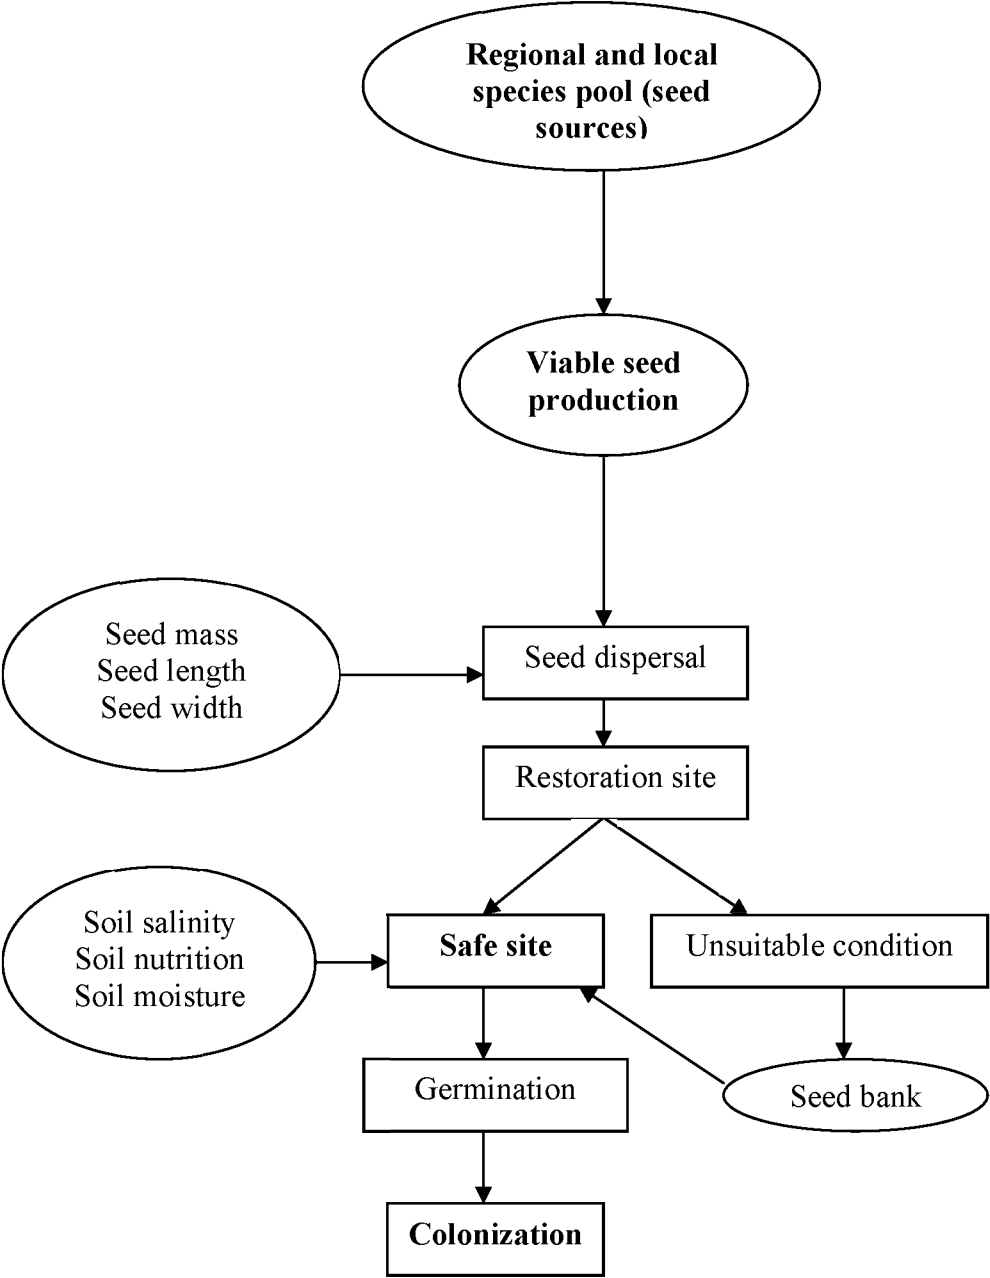 Regional and local
species pool (seed
sources)
Viable seed
production
Seed mass
Seed length
Seed width
Seed dispersal
Restoration site
Soil salinity
Soil nutrition
Soil moisture
Safe site
Unsuitable condition
Germination
Seed bank
Colonization